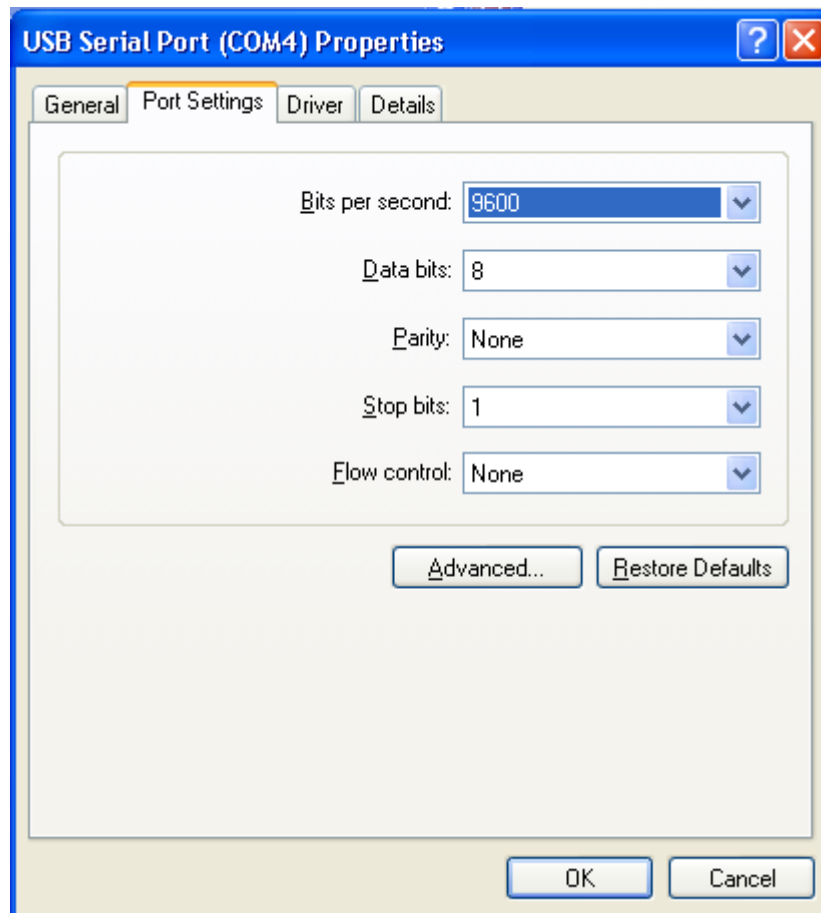 USB Serial Port (COM4) Properties
General Port Settings Driver Details
Bits per second: 9600
Data bits: 8
Parity: None
Stop bits: 1
Flow control: None
Advanced... Restore Defaults
OK Cancel